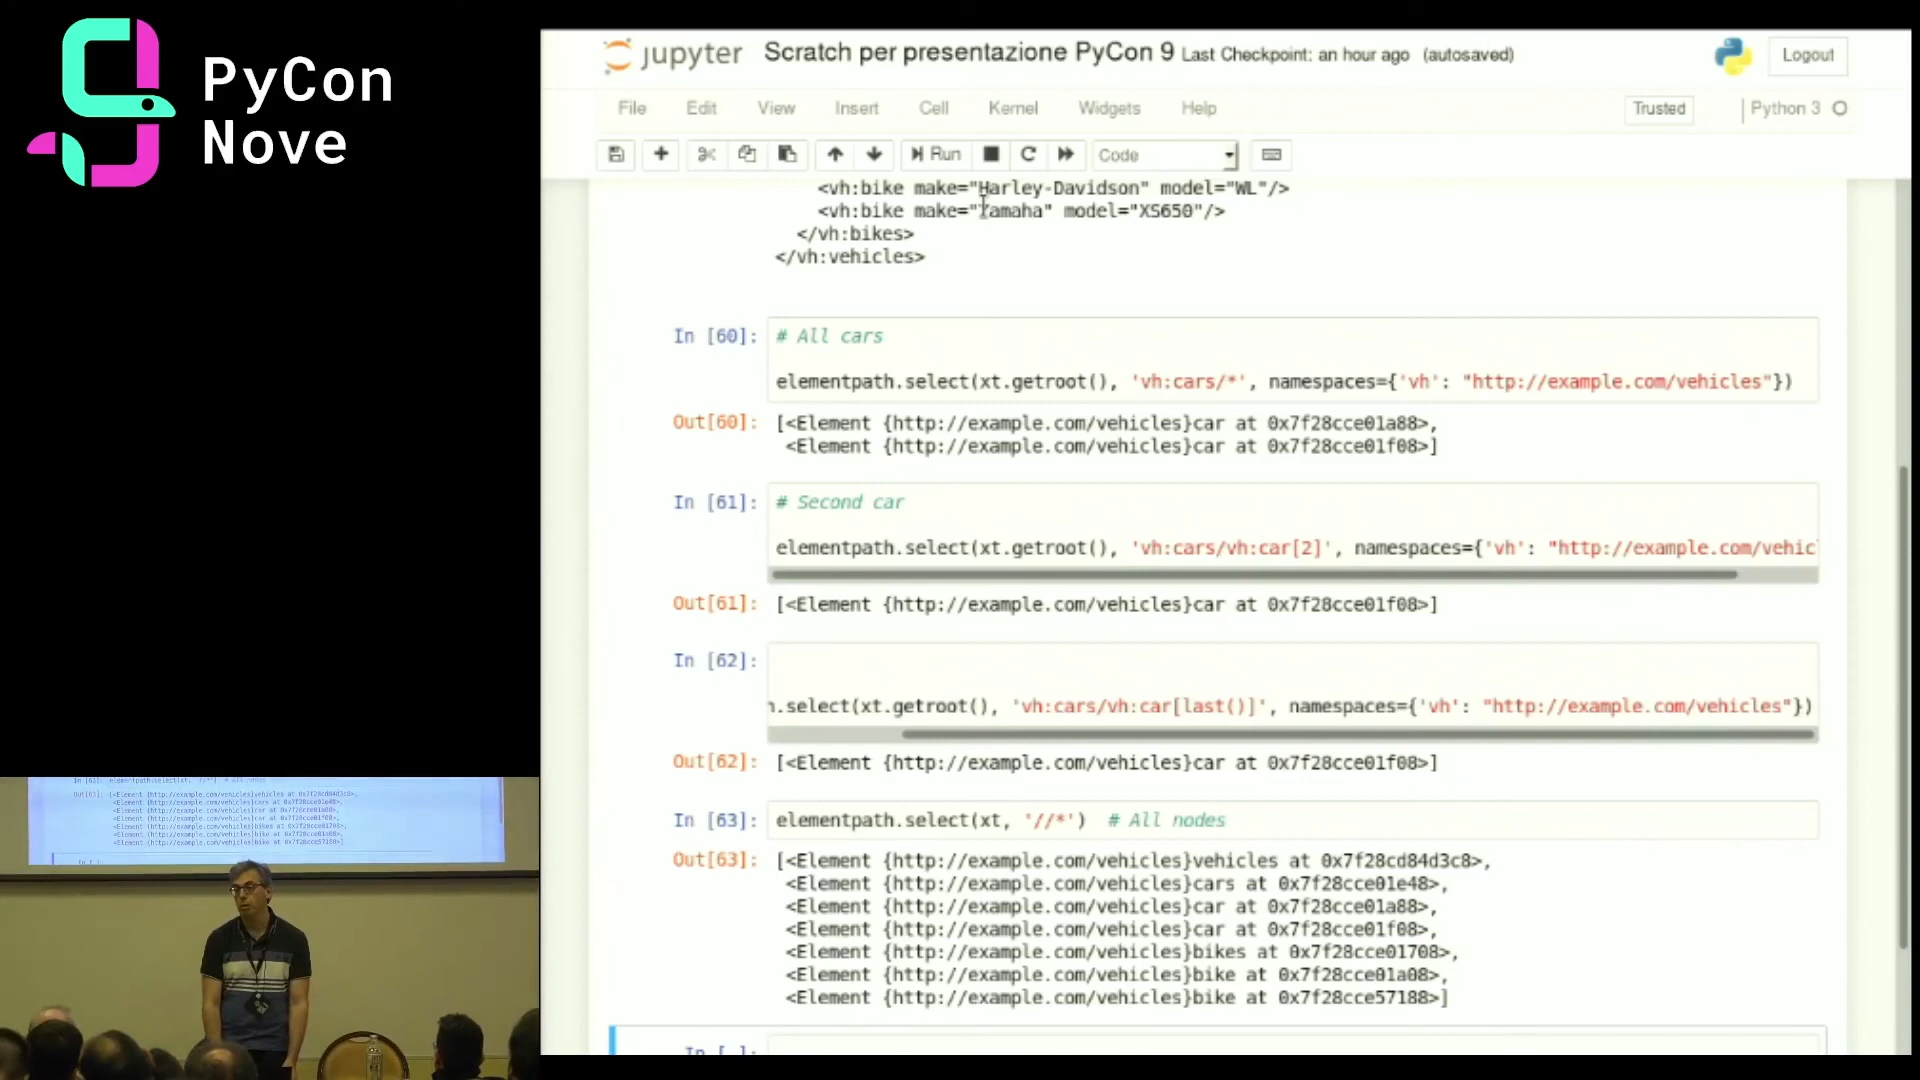 PyCon
Nove
jupyter Scratch per presentazione PyCon 9 Last Checkpoint: an hour ago (autosaved)
Logout
File Edit View Insert Cell Kernel Widgets Help
Trusted Python 3
Run Code
<vh:bike make="Harley-Davidson" model="WL"/>
<vh:bike make="Yamaha" model="XS650"/>
</vh:bikes>
</vh:vehicles>
In [60]: # All cars
elementpath.select(xt.getroot(), 'vh:cars/*', namespaces={'vh': "http://example.com/vehicles"})
Out[60]: [<Element {http://example.com/vehicles}car at 0x7f28cce01a88>,
<Element {http://example.com/vehicles}car at 0x7f28cce01f08>]
In [61]: # Second car
elementpath.select(xt.getroot(), 'vh:cars/vh:car[2]', namespaces={'vh': "http://example.com/vehic
Out[61]: [<Element {http://example.com/vehicles}car at 0x7f28cce01f08>]
In [62]:
.select(xt.getroot(), 'vh:cars/vh:car[last()]', namespaces={'vh': "http://example.com/vehicles"})
Out[62]: [<Element {http://example.com/vehicles}car at 0x7f28cce01f08>]
In [63]: elementpath.select(xt, '//*') # All nodes
Out[63]: [<Element {http://example.com/vehicles}vehicles at 0x7f28cd84d3c8>,
<Element {http://example.com/vehicles}cars at 0x7f28cce01e48>,
<Element {http://example.com/vehicles}car at 0x7f28cce01a88>,
<Element {http://example.com/vehicles}car at 0x7f28cce01f08>,
<Element {http://example.com/vehicles}bikes at 0x7f28cce01708>,
<Element {http://example.com/vehicles}bike at 0x7f28cce01a08>,
<Element {http://example.com/vehicles}bike at 0x7f28cce57188>]
In [ ]: